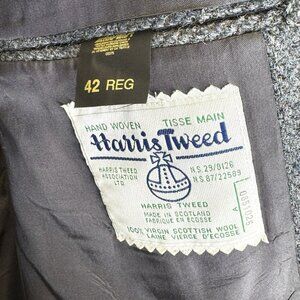 42 REG
HAND WOVEN TISSE MAIN
Harris Tweed
HARRIS TWEED
ASSOCIATION
LTD
N.S. 29/8126
N.S. 87/22589
HARRIS TWEED
MADE IN SCOTLAND
FABRIQUE EN ECOSSE
100% VIRGIN SCOTTISH WOOL
LAINE VIERGE D'ECOSSE
A